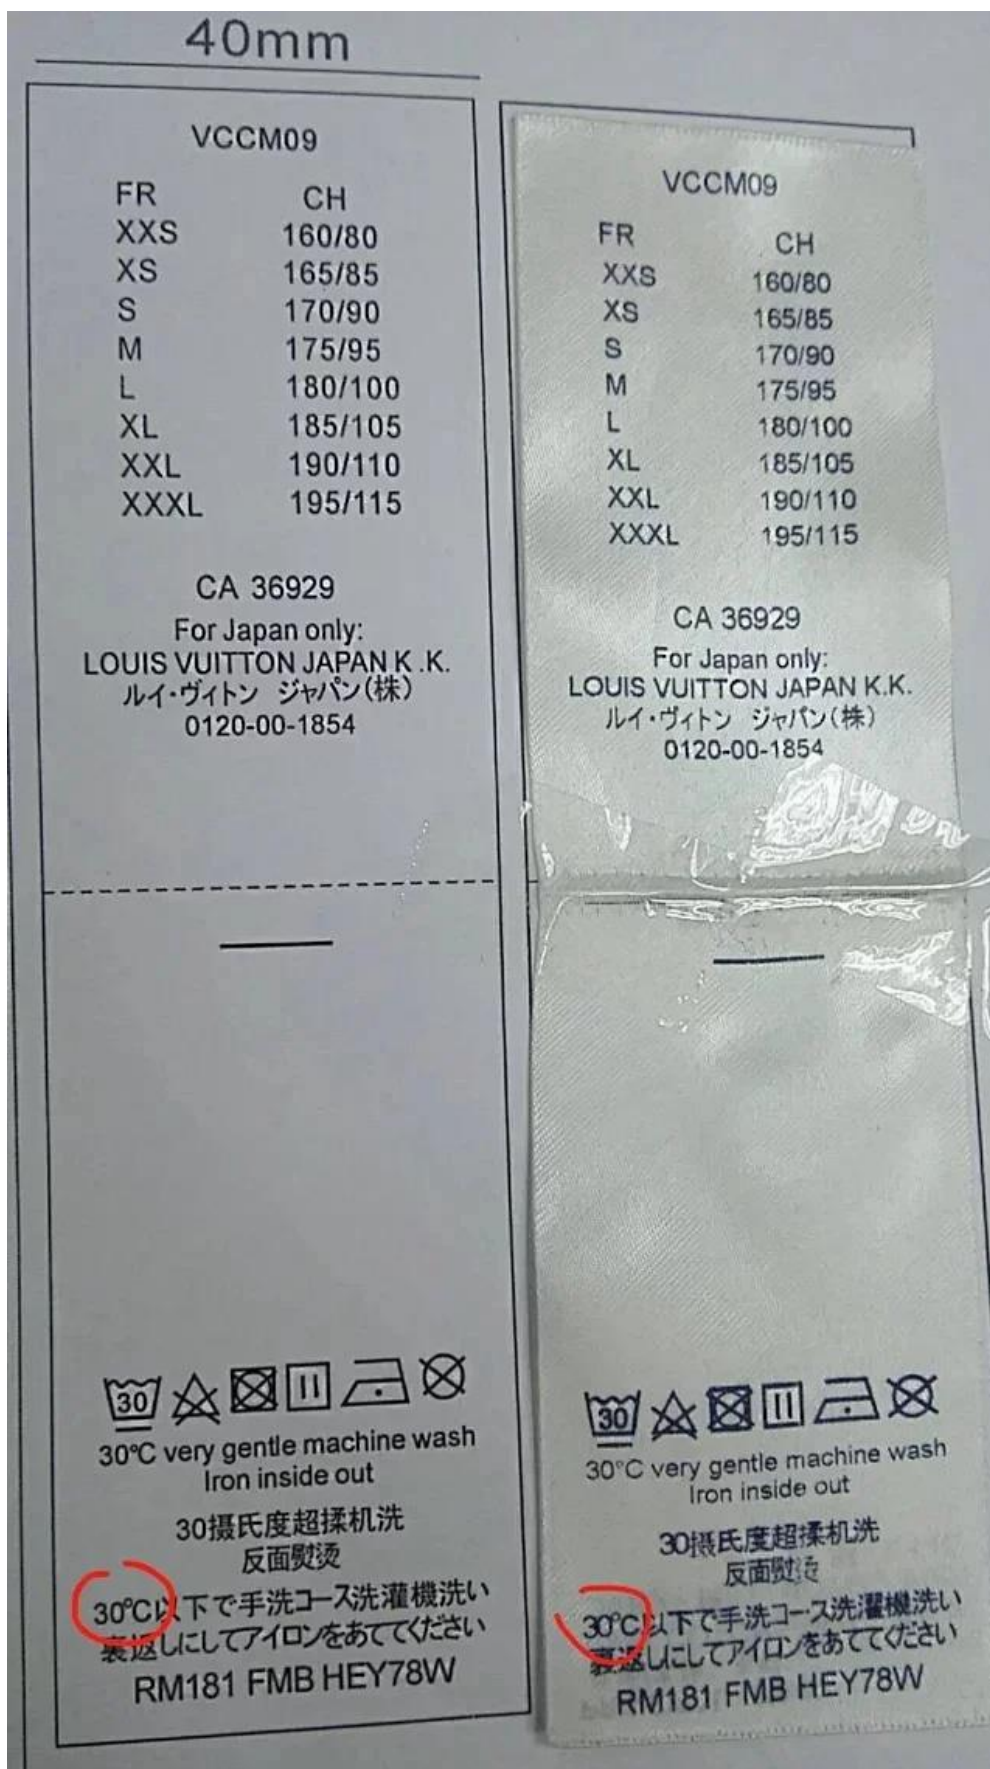 40mm
VCCM09
FR CH
XXS 160/80
XS 165/85
S 170/90
M 175/95
L 180/100
XL 185/105
XXL 190/110
XXXL 195/115
CA 36929
For Japan only:
LOUIS VUITTON JAPAN K .K.
ルイ・ヴィトン ジャパン(株)
0120-00-1854
30
30℃ very gentle machine wash
Iron inside out
30摄氏度超揉机洗
反面熨烫
30℃以下で手洗コース洗灌機洗い
裏返しにしてアイロンをあててください
RM181 FMB HEY78W
VCCM09
FR CH
XXS 160/80
XS 165/85
S 170/90
M 175/95
L 180/100
XL 185/105
XXL 190/110
XXXL 195/115
CA 36929
For Japan only:
LOUIS VUITTON JAPAN K.K.
ルイ・ヴィトン ジャパン(株)
0120-00-1854
30
30°C very gentle machine wash
Iron inside out
30摄氏度超揉机洗
反面熨烫
30°C以下で手洗コース洗濯機洗い
裏返しにしてアイロンをあててください
RM181 FMB HEY78W